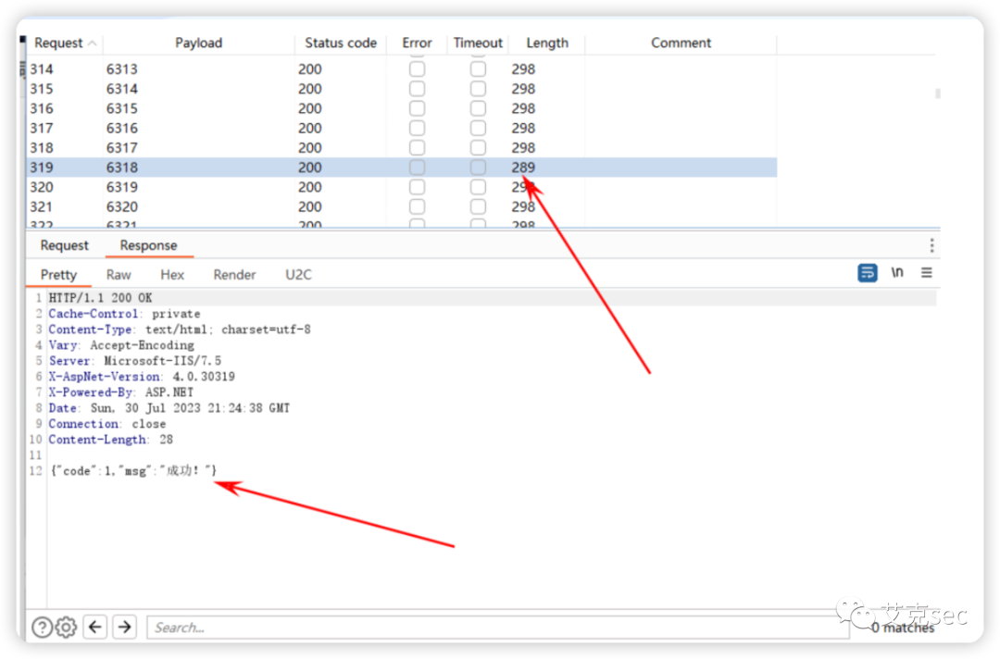 Request Payload Status code Error Timeout Length Comment
314 6313 200 298
315 6314 200 298
316 6315 200 298
317 6316 200 298
318 6317 200 298
319 6318 200 289
320 6319 200 298
321 6320 200 298
322 6321 200 298
Request Response
Pretty Raw Hex Render U2C \n
1 HTTP/1.1 200 OK
2 Cache-Control: private
3 Content-Type: text/html; charset=utf-8
4 Vary: Accept-Encoding
5 Server: Microsoft-IIS/7.5
6 X-AspNet-Version: 4.0.30319
7 X-Powered-By: ASP.NET
8 Date: Sun, 30 Jul 2023 21:24:38 GMT
9 Connection: close
10 Content-Length: 28
11
12 {"code":1,"msg":"成功！"}
Search...
0 matches
艾克sec